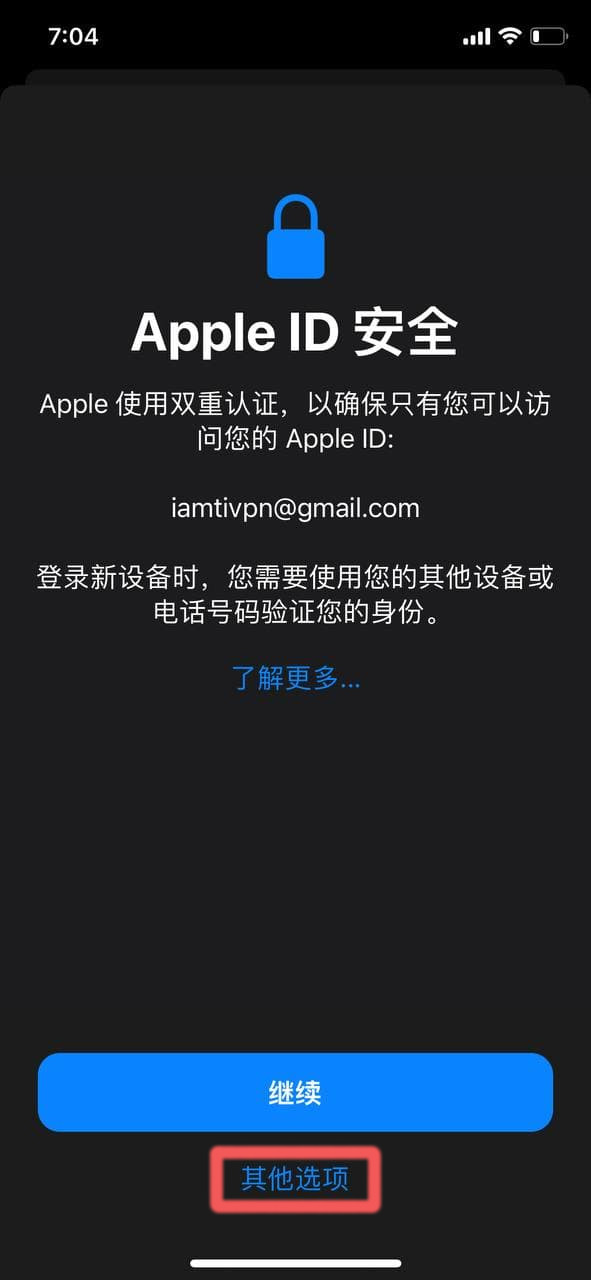 7:04
Apple ID 安全
Apple 使用双重认证，以确保只有您可以访
问您的 Apple ID:
iamtivpn@gmail.com
登录新设备时，您需要使用您的其他设备或
电话号码验证您的身份。
了解更多...
继续
其他选项